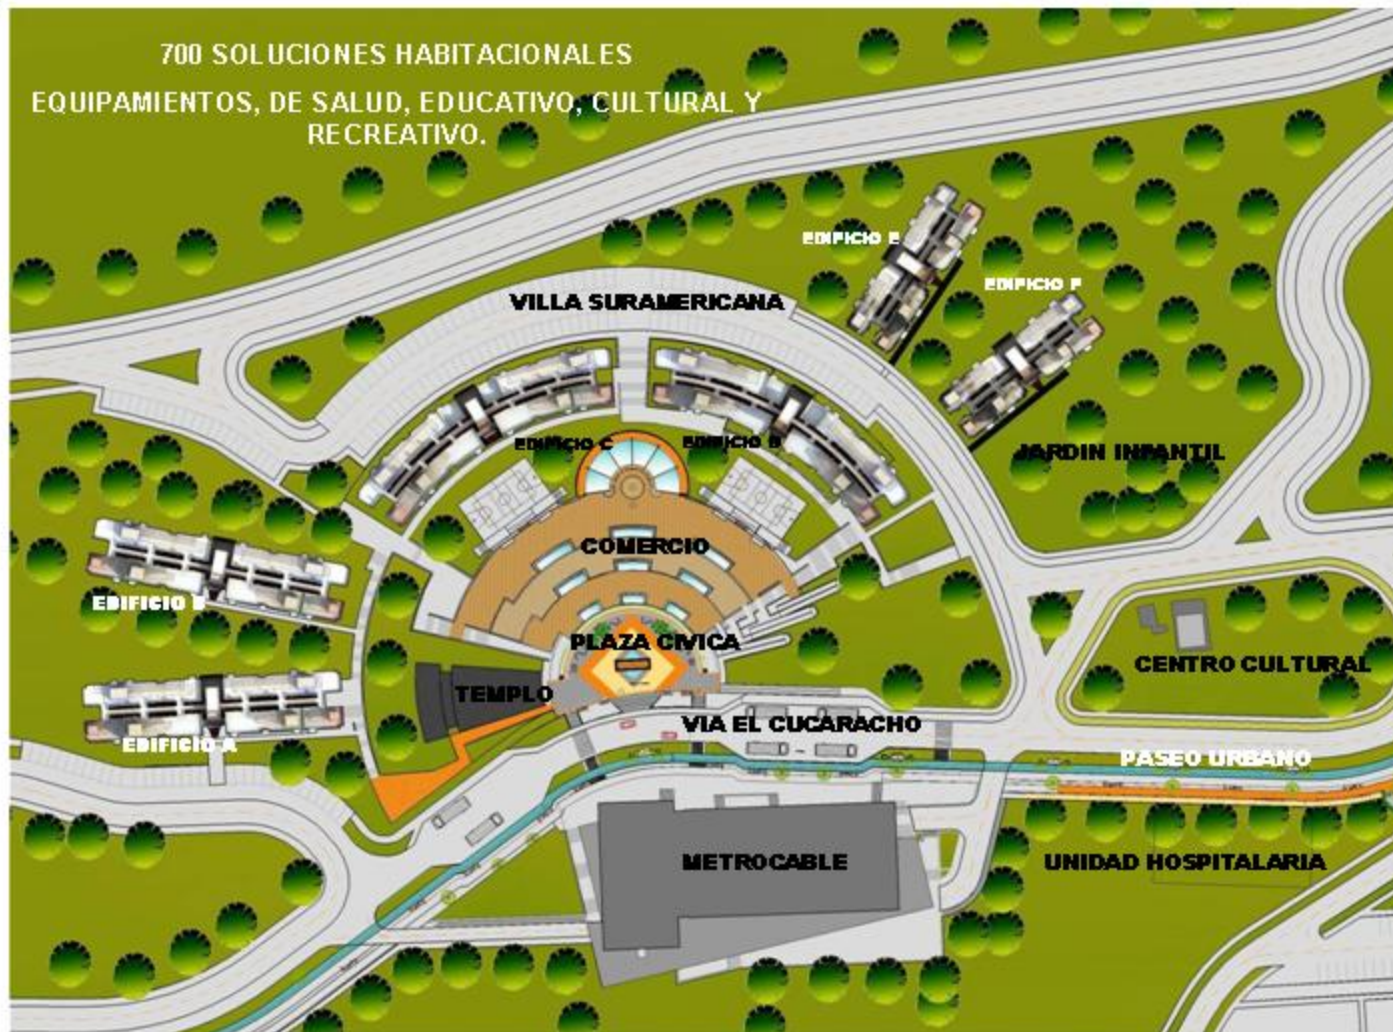 700 SOLUCIONES HABITACIONALES
EQUIPAMIENTOS, DE SALUD, EDUCATIVO, CULTURAL Y
RECREATIVO.
EDIFICIO E
EDIFICIO F
VILLA SURAMERICANA
EDIFICIO C
EDIFICIO D
JARDIN INFANTIL
COMERCIO
EDIFICIO B
PLAZA CIVICA
CENTRO CULTURAL
TEMPLO
VIA EL CUCARACHO
EDIFICIO A
PASEO URBANO
METROCABLE
UNIDAD HOSPITALARIA